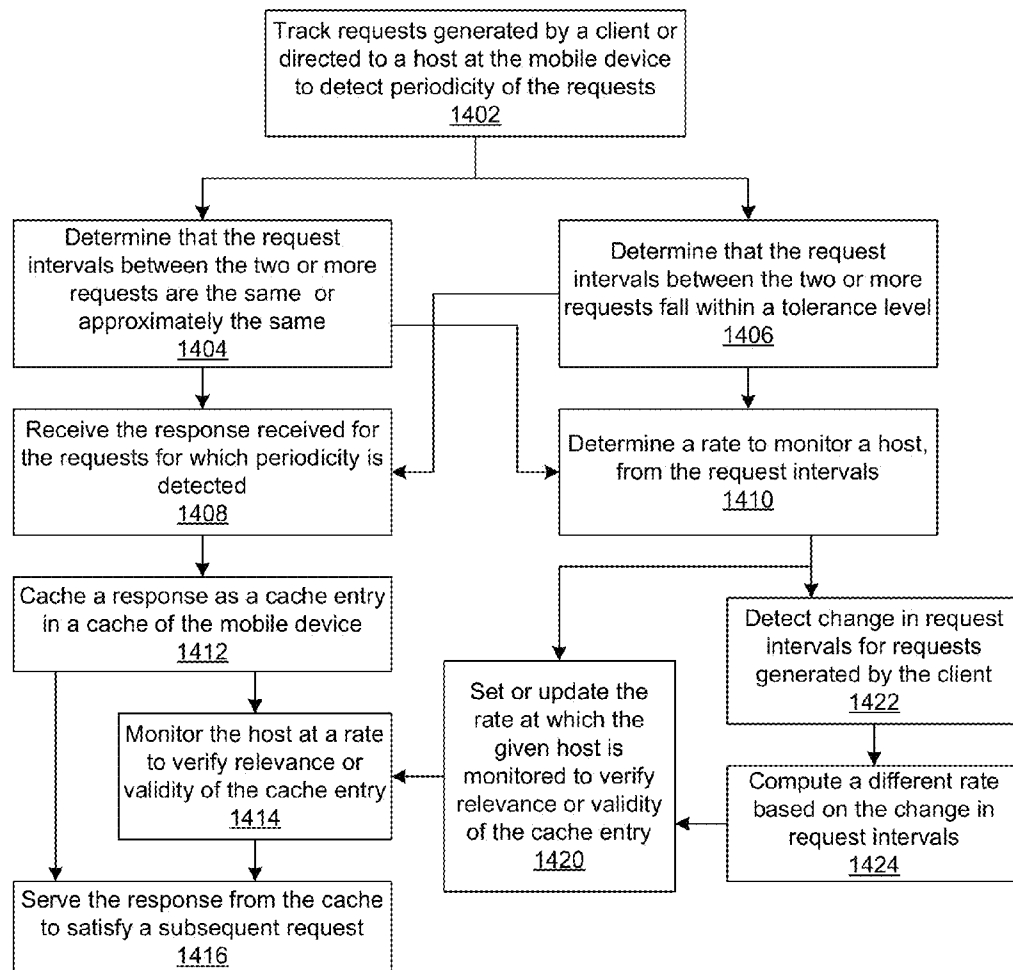 Track requests generated by a client or
directed to a host at the mobile device
to detect periodicity of the requests
1402
Determine that the request
intervals between the two or more
requests are the same or
approximately the same
1404
Determine that the request
intervals between the two or more
requests fall within a tolerance level
1406
Receive the response received for
the requests for which periodicity is
detected
1408
Determine a rate to monitor a host,
from the request intervals
1410
Cache a response as a cache entry
in a cache of the mobile device
1412
Detect change in request
intervals for requests
generated by the client
1422
Set or update the
rate at which the
given host is
monitored to verify
relevance or validity
of the cache entry
1420
Monitor the host at a rate
to verify relevance or
validity of the cache entry
1414
Compute a different rate
based on the change in
request intervals
1424
Serve the response from the cache
to satisfy a subsequent request
1416